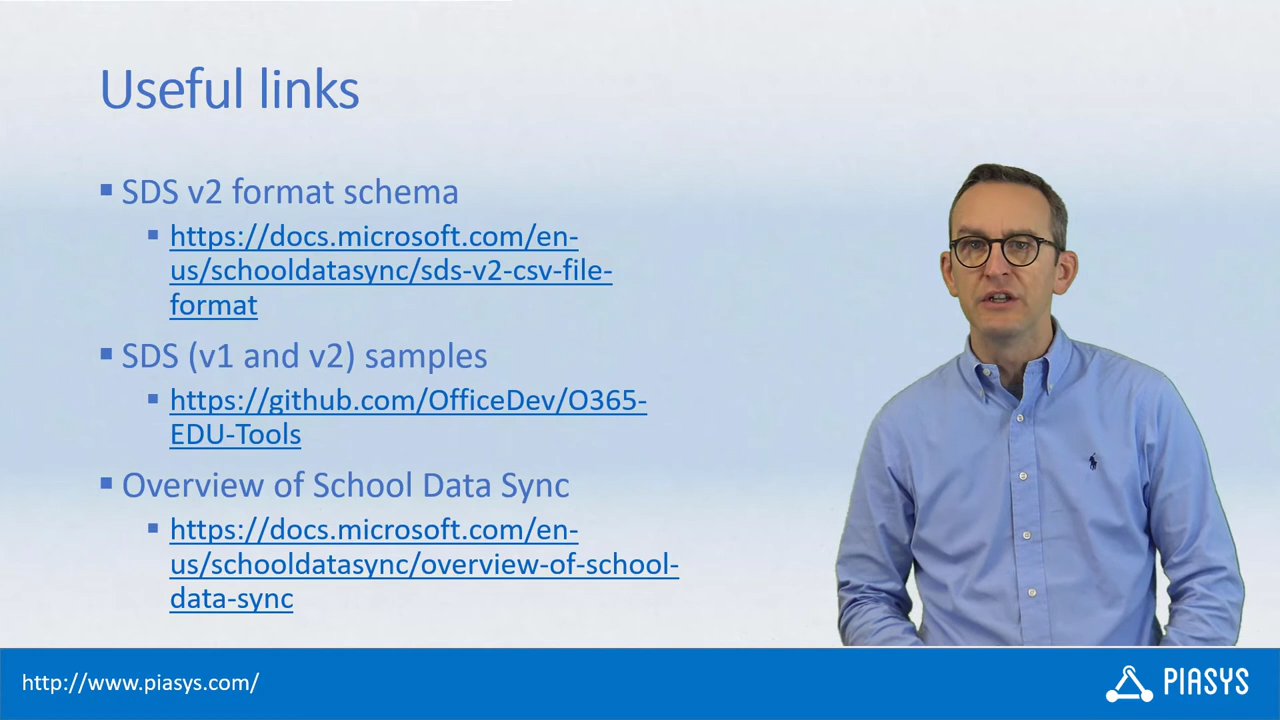 Useful links
SDS v2 format schema
https://docs.microsoft.com/en-
us/schooldatasync/sds-v2-csv-file-
format
SDS (v1 and v2) samples
https://github.com/OfficeDev/O365-
EDU-Tools
Overview of School Data Sync
https://docs.microsoft.com/en-
us/schooldatasync/overview-of-school-
data-sync
http://www.piasys.com/
PIASYS